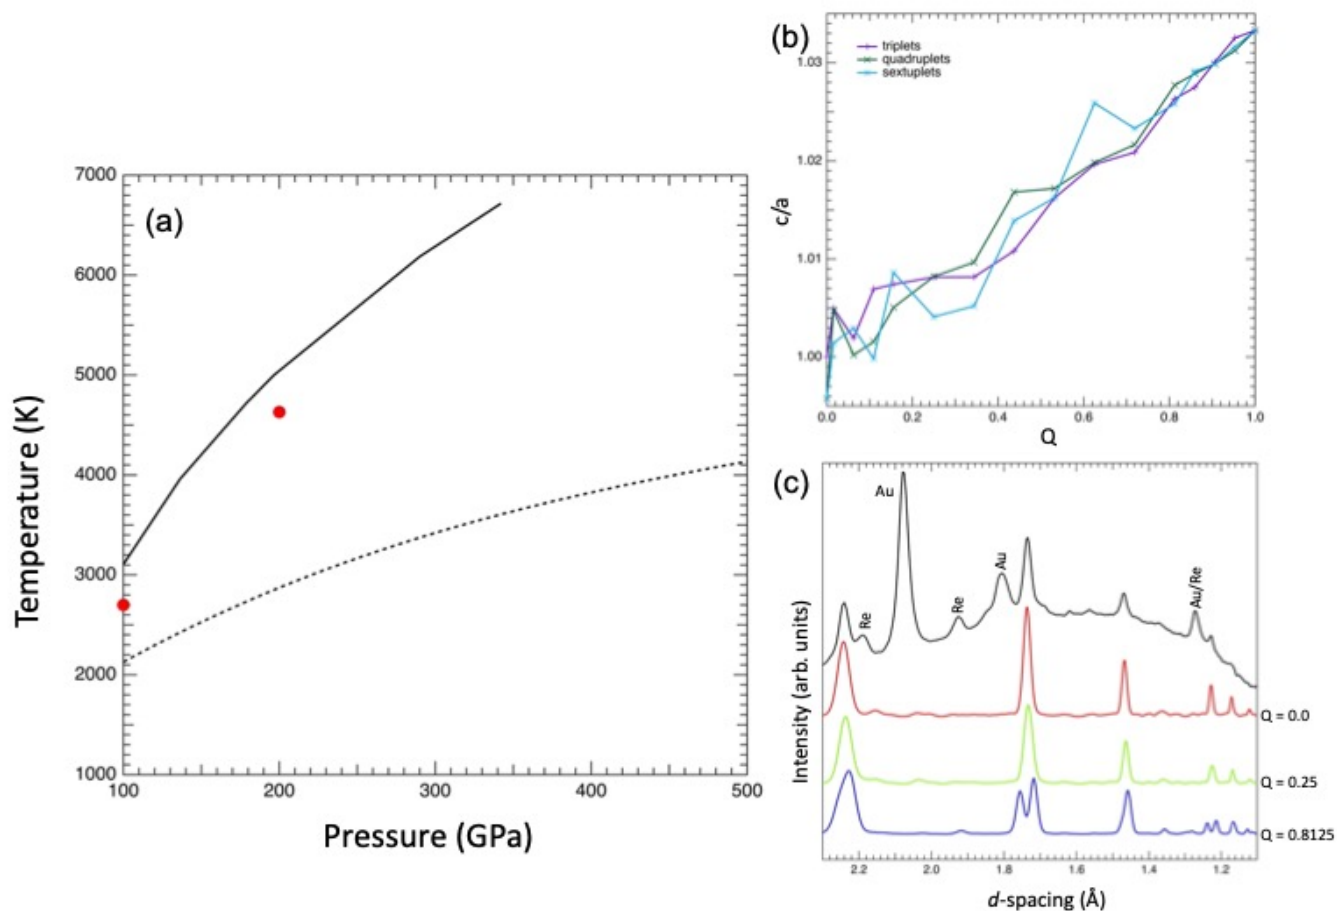 (a)
7000
6000
5000
4000
3000
2000
1000
Temperature (K)
100
200
300
400
500
Pressure (GPa)
(b)
triplets
quadruplets
sextuplets
1.03
1.02
1.01
1.00
c/a
0.0
0.2
0.4
0.6
0.8
1.0
Q
(c)
Au
Re
Re
Au
Au/Re
Q = 0.0
Q = 0.25
Q = 0.8125
Intensity (arb. units)
2.2
2.0
1.8
1.6
1.4
1.2
d-spacing (Å)